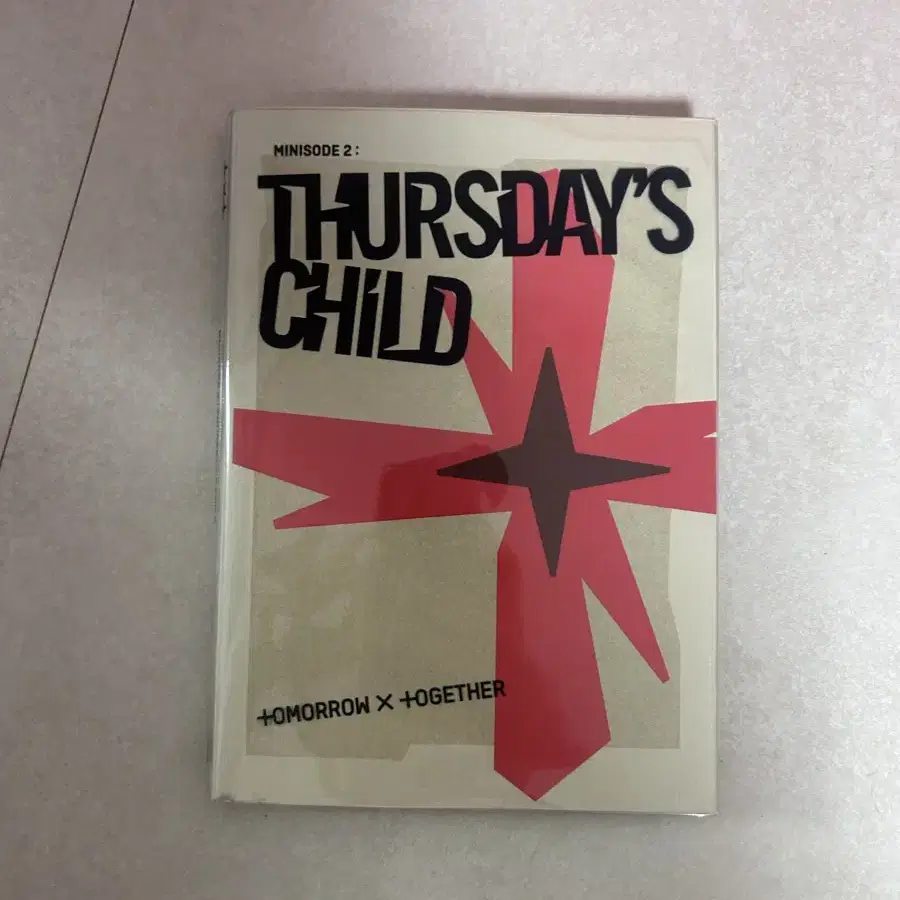 MINISODE 2:
THURSDAY'S
CHiLD
tOMORROW X tOGETHER